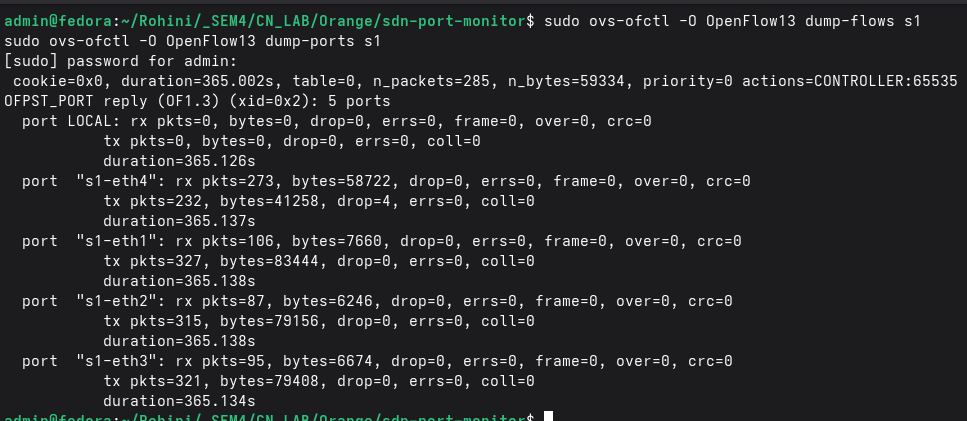 admin@fedora:~/Rohini/_SEM4/CN_LAB/Orange/sdn-port-monitor$ sudo ovs-ofctl -O OpenFlow13 dump-flows s1
sudo ovs-ofctl -O OpenFlow13 dump-ports s1
[sudo] password for admin:
 cookie=0x0, duration=365.002s, table=0, n_packets=285, n_bytes=59334, priority=0 actions=CONTROLLER:65535
OFPST_PORT reply (OF1.3) (xid=0x2): 5 ports
  port LOCAL: rx pkts=0, bytes=0, drop=0, errs=0, frame=0, over=0, crc=0
           tx pkts=0, bytes=0, drop=0, errs=0, coll=0
           duration=365.126s
  port  "s1-eth4": rx pkts=273, bytes=58722, drop=0, errs=0, frame=0, over=0, crc=0
           tx pkts=232, bytes=41258, drop=4, errs=0, coll=0
           duration=365.137s
  port  "s1-eth1": rx pkts=106, bytes=7660, drop=0, errs=0, frame=0, over=0, crc=0
           tx pkts=327, bytes=83444, drop=0, errs=0, coll=0
           duration=365.138s
  port  "s1-eth2": rx pkts=87, bytes=6246, drop=0, errs=0, frame=0, over=0, crc=0
           tx pkts=315, bytes=79156, drop=0, errs=0, coll=0
           duration=365.138s
  port  "s1-eth3": rx pkts=95, bytes=6674, drop=0, errs=0, frame=0, over=0, crc=0
           tx pkts=321, bytes=79408, drop=0, errs=0, coll=0
           duration=365.134s
admin@fedora:~/Rohini/_SEM4/CN_LAB/Orange/sdn-port-monitor$